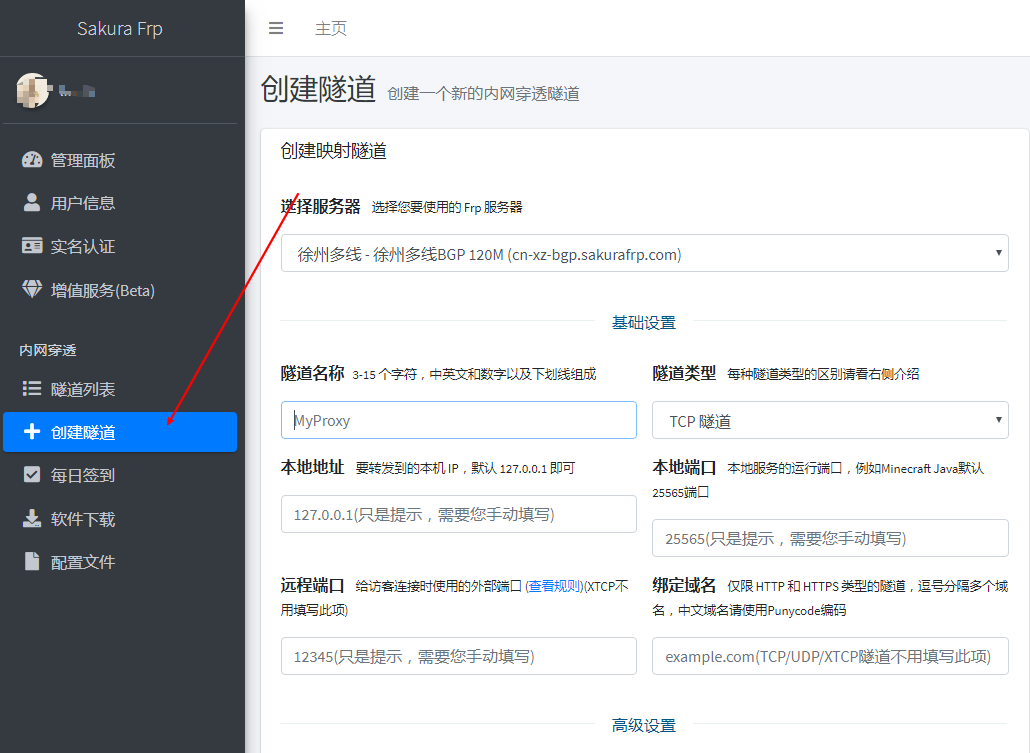 Sakura Frp
主页
管理面板
用户信息
实名认证
增值服务(Beta)
内网穿透
隧道列表
创建隧道
每日签到
软件下载
配置文件
创建隧道 创建一个新的内网穿透隧道
创建映射隧道
选择服务器 选择您要使用的 Frp 服务器
徐州多线 - 徐州多线BGP 120M (cn-xz-bgp.sakurafrp.com)
基础设置
隧道名称 3-15 个字符，中英文和数字以及下划线组成
MyProxy
隧道类型 每种隧道类型的区别请看右侧介绍
TCP 隧道
本地地址 要转发到的本机 IP，默认 127.0.0.1 即可
127.0.0.1(只是提示，需要您手动填写)
本地端口 本地服务的运行端口，例如Minecraft Java默认
25565端口
25565(只是提示，需要您手动填写)
远程端口 给访客连接时使用的外部端口 (查看规则)(XTCP不
用填写此项)
12345(只是提示，需要您手动填写)
绑定域名 仅限 HTTP 和 HTTPS 类型的隧道，逗号分隔多个域
名，中文域名请使用Punycode编码
example.com(TCP/UDP/XTCP隧道不用填写此项)
高级设置